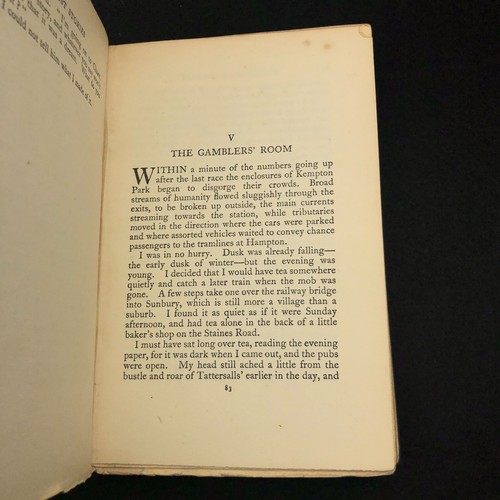 I could not tell him what I made of it.
V
THE GAMBLERS' ROOM
WITHIN a minute of the numbers going up
after the last race the enclosures of Kempton
Park began to disgorge their crowds. Broad
streams of humanity flowed sluggishly through the
exits, to be broken up outside, the main currents
streaming towards the station, while tributaries
moved in the direction where the cars were parked
and where assorted vehicles waited to convey chance
passengers to the tramlines at Hampton.
I was in no hurry. Dusk was already falling—
the early dusk of winter—but the evening was
young. I decided that I would have tea somewhere
quietly and catch a later train when the mob was
gone. A few steps take one over the railway bridge
into Sunbury, which is still more a village than a
suburb. I found it as quiet as if it were Sunday
afternoon, and had tea alone in the back of a little
baker's shop on the Staines Road.
I must have sat long over tea, reading the evening
paper, for it was dark when I came out, and the pubs
were open. My head still ached a little from the
bustle and roar of Tattersalls' earlier in the day, and
83